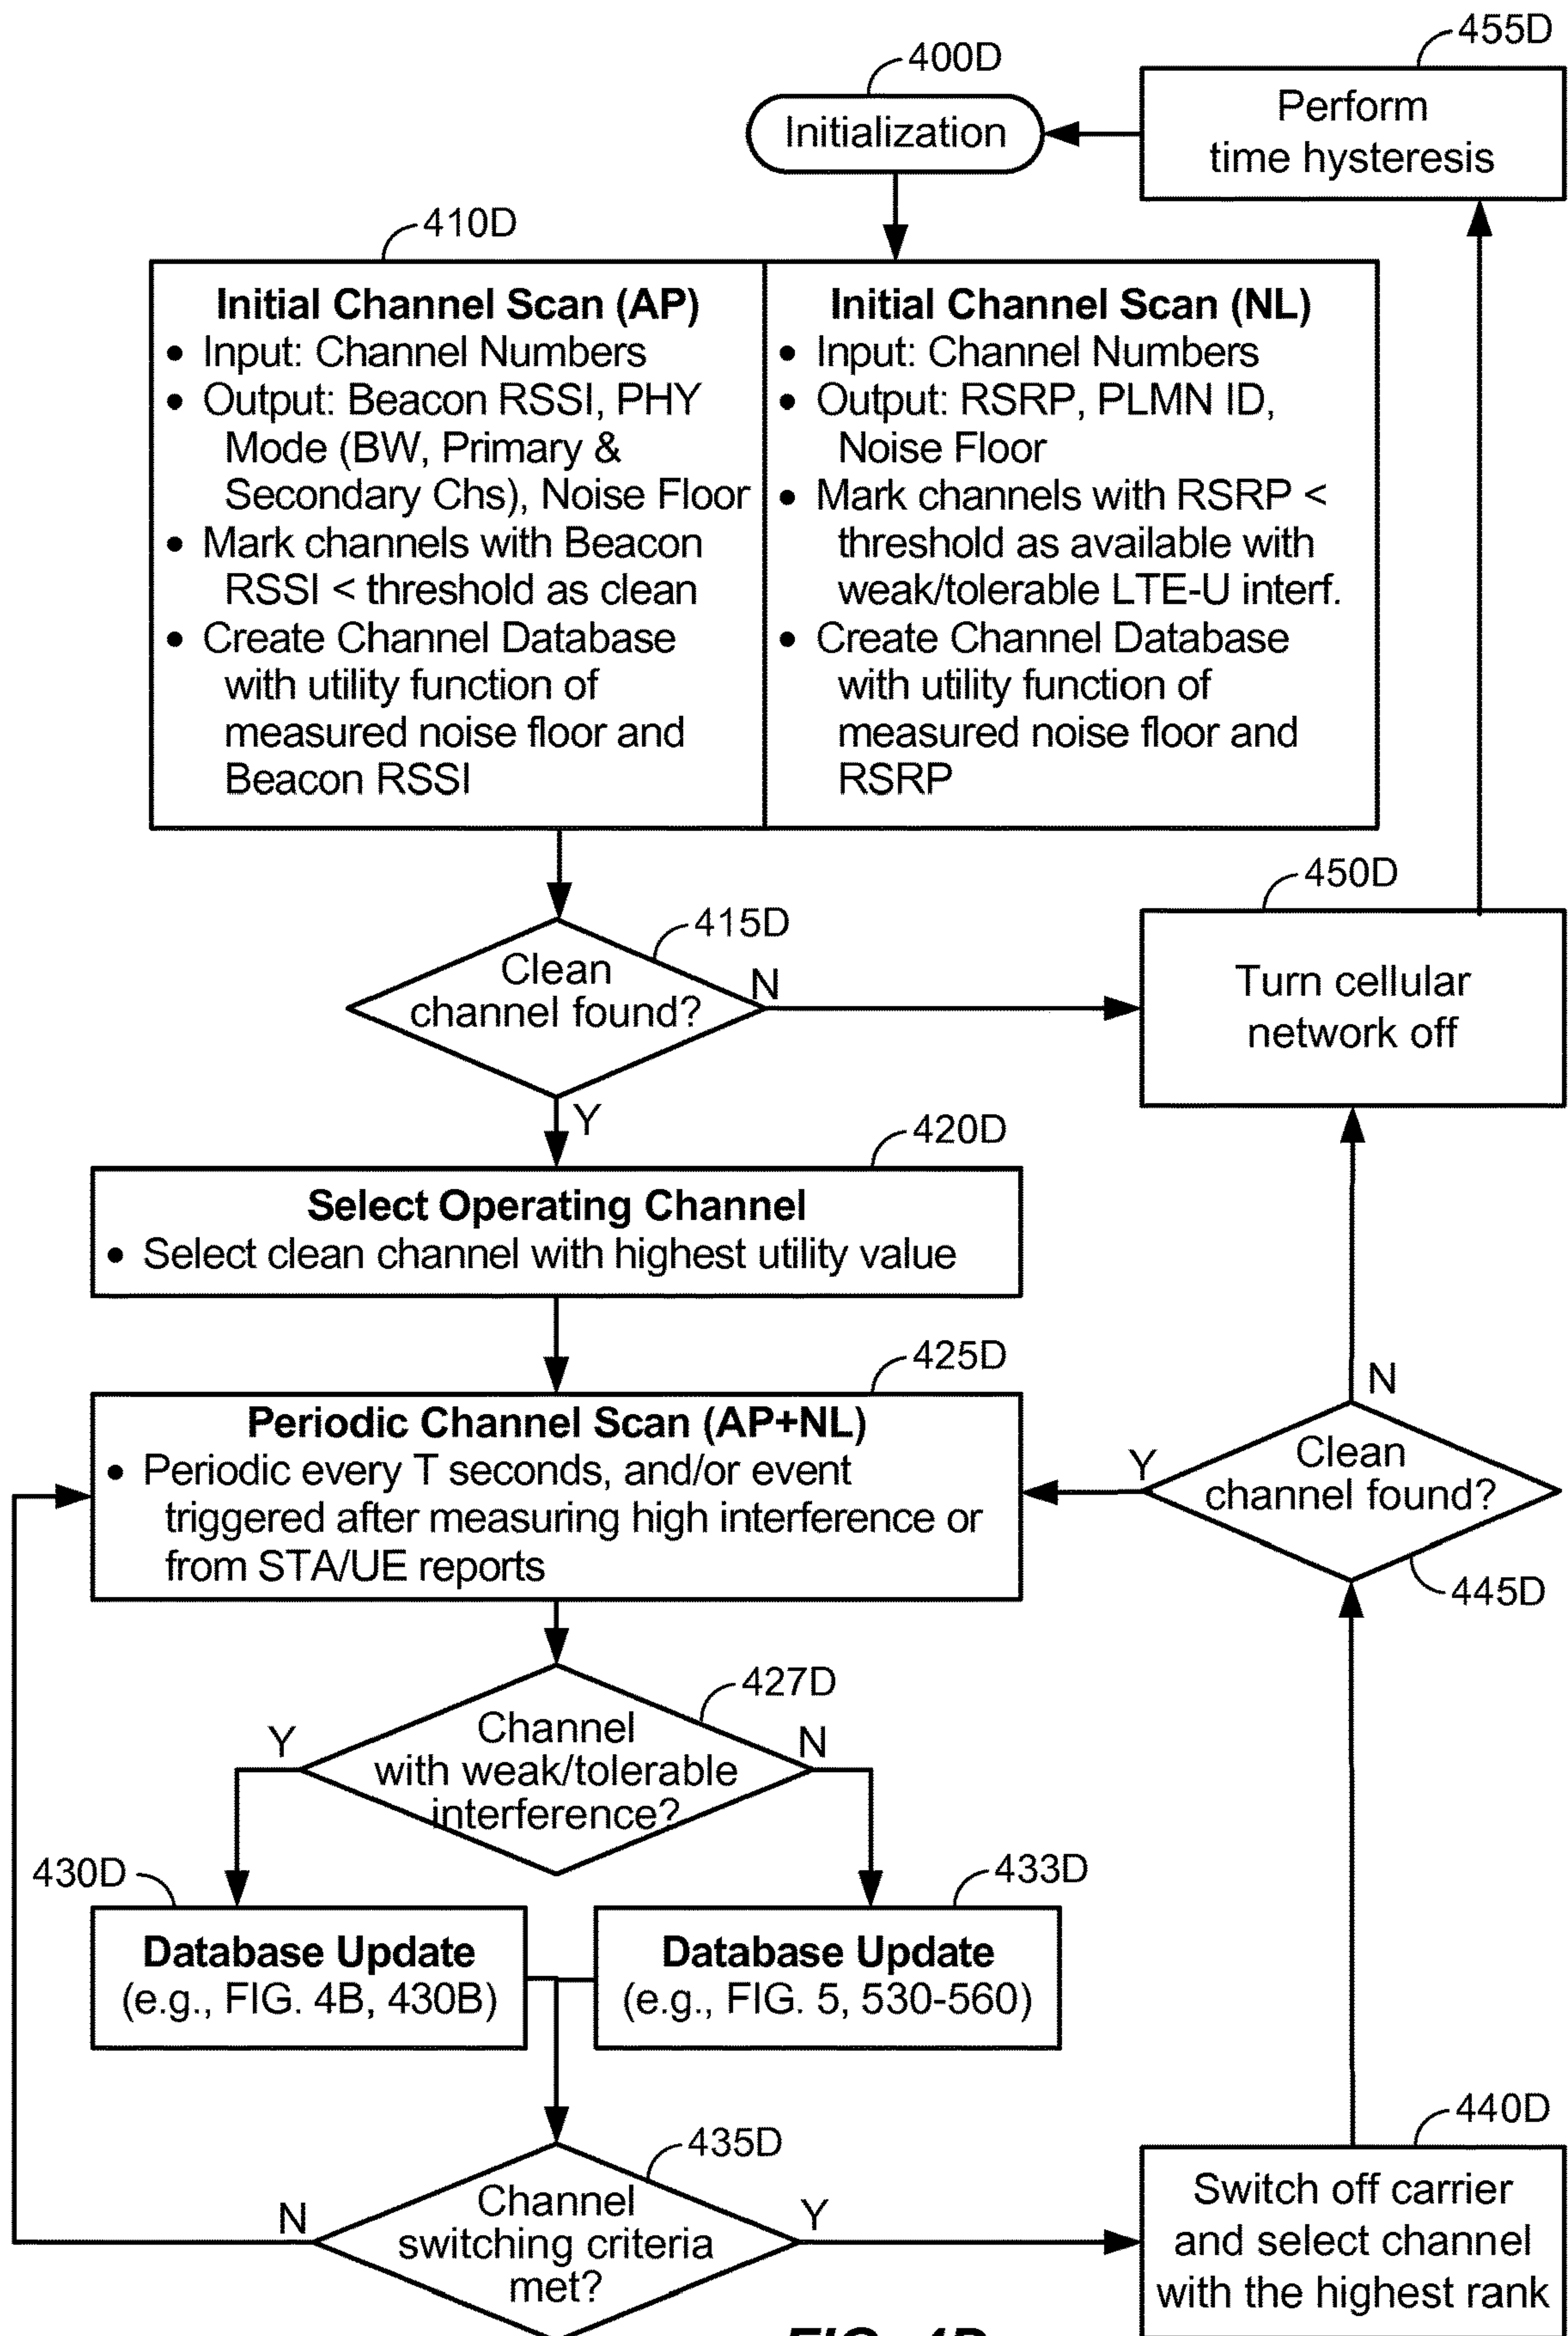 455D
400D
Perform
time hysteresis
Initialization
410D
Initial Channel Scan (AP)
• Input: Channel Numbers
• Output: Beacon RSSI, PHY
Mode (BW, Primary &
Secondary Chs), Noise Floor
• Mark channels with Beacon
RSSI < threshold as clean
• Create Channel Database
with utility function of
measured noise floor and
Beacon RSSI
Initial Channel Scan (NL)
• Input: Channel Numbers
• Output: RSRP, PLMN ID,
Noise Floor
• Mark channels with RSRP <
threshold as available with
weak/tolerable LTE-U interf.
• Create Channel Database
with utility function of
measured noise floor and
RSRP
415D
Clean
channel found?
N
Y
450D
Turn cellular
network off
420D
Select Operating Channel
• Select clean channel with highest utility value
425D
Periodic Channel Scan (AP+NL)
• Periodic every T seconds, and/or event
triggered after measuring high interference or
from STA/UE reports
N
Y
Clean
channel found?
445D
427D
Y
N
Channel
with weak/tolerable
interference?
430D
Database Update
(e.g., FIG. 4B, 430B)
433D
Database Update
(e.g., FIG. 5, 530-560)
435D
N
Y
Channel
switching criteria
met?
440D
Switch off carrier
and select channel
with the highest rank